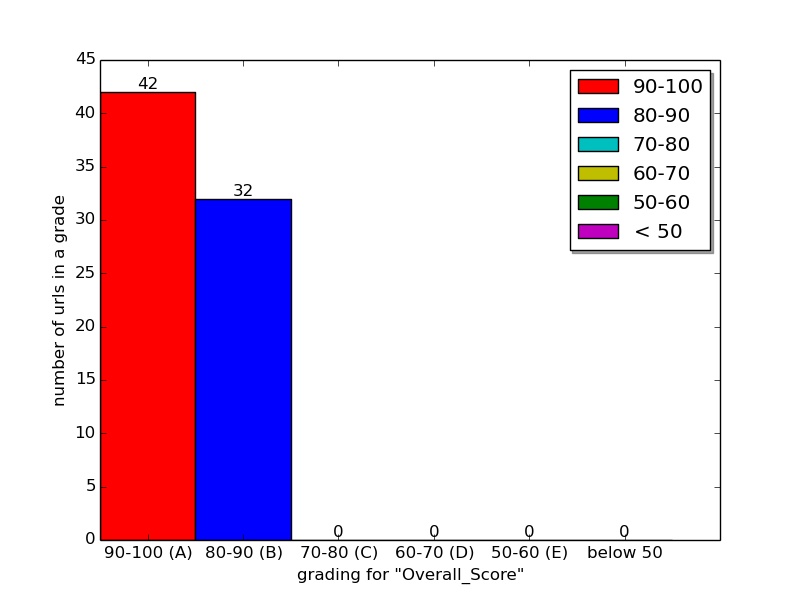 45
40
35
30
25
20
15
10
5
0
number of urls in a grade
42
32
0
0
0
0
90-100 (A)
80-90 (B)
70-80 (C)
60-70 (D)
50-60 (E)
below 50
grading for "Overall_Score"
90-100
80-90
70-80
60-70
50-60
< 50